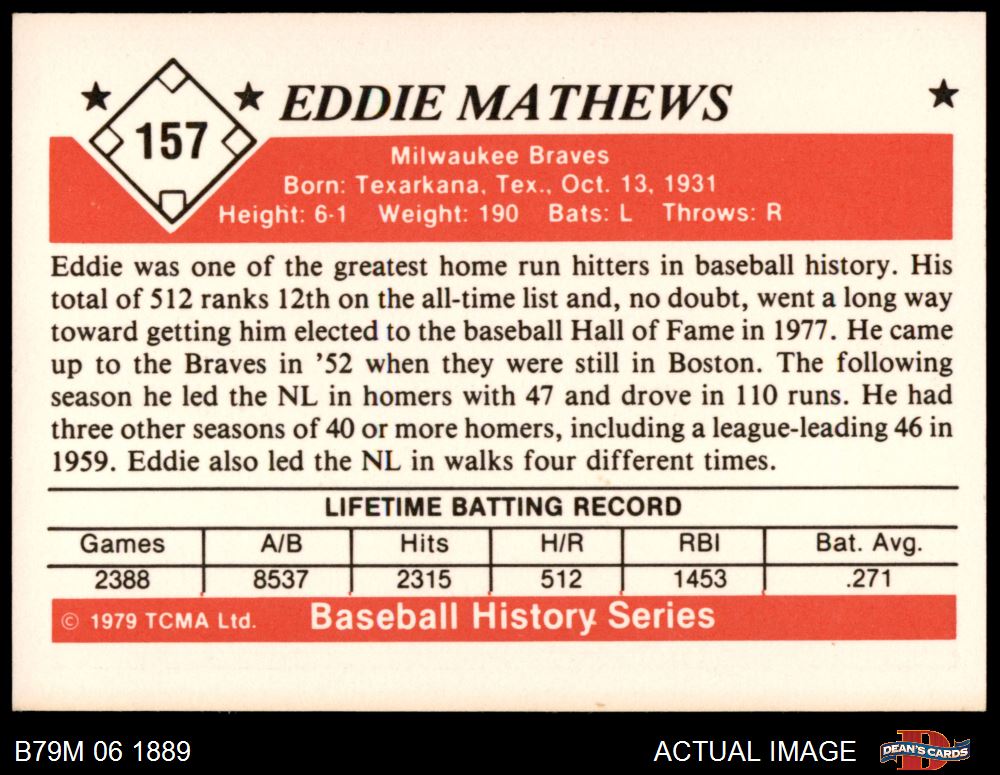 157
EDDIE MATHEWS
Milwaukee Braves
Born: Texarkana, Tex., Oct. 13, 1931
Height: 6-1 Weight: 190 Bats: L Throws: R
Eddie was one of the greatest home run hitters in baseball history. His
total of 512 ranks 12th on the all-time list and, no doubt, went a long way
toward getting him elected to the baseball Hall of Fame in 1977. He came
up to the Braves in ’52 when they were still in Boston. The following
season he led the NL in homers with 47 and drove in 110 runs. He had
three other seasons of 40 or more homers, including a league-leading 46 in
1959. Eddie also led the NL in walks four different times.
LIFETIME BATTING RECORD
Games A/B Hits H/R RBI Bat. Avg.
2388 8537 2315 512 1453 .271
© 1979 TCMA Ltd. Baseball History Series
B79M 06 1889 ACTUAL IMAGE D DEAN'S CARDS